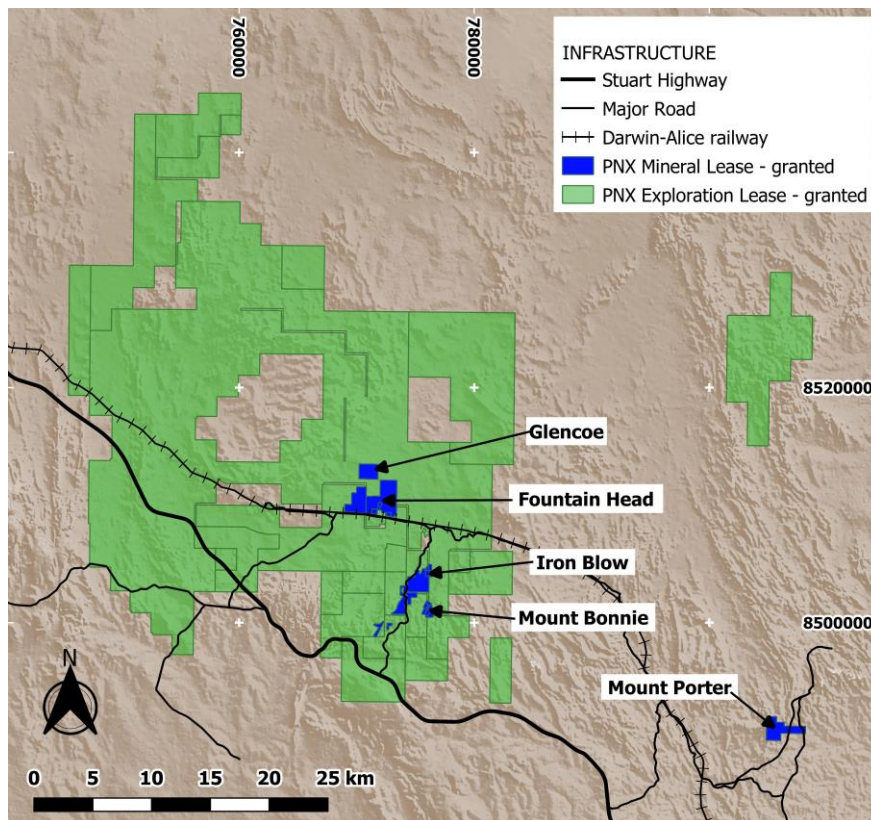 760000
780000
INFRASTRUCTURE
Stuart Highway
Major Road
Darwin-Alice railway
PNX Mineral Lease - granted
PNX Exploration Lease - granted
8520000
Glencoe
Fountain Head
Iron Blow
Mount Bonnie
8500000
Mount Porter
N
0 5 10 15 20 25 km